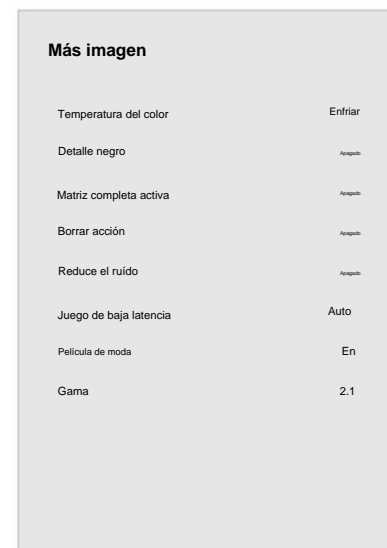 Más imagen
Temperatura del color Enfriar
Detalle negro Apagado
Matriz completa activa Apagado
Borrar acción Apagado
Reduce el ruído Apagado
Juego de baja latencia Auto
Película de moda En
Gama 2.1